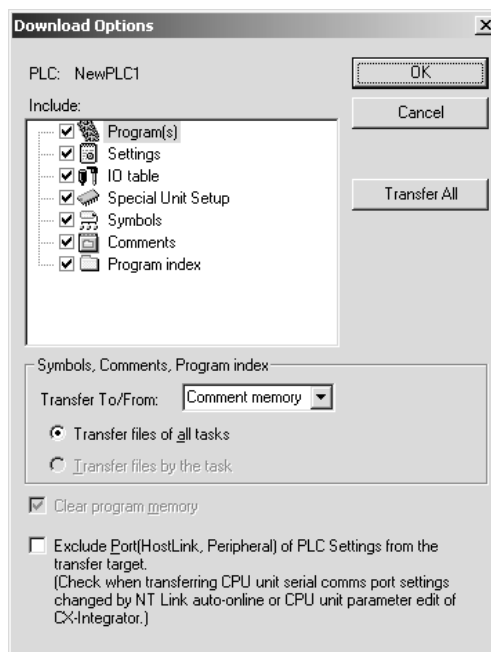 Download Options
PLC: NewPLC1
OK
Include:
Cancel
Program(s)
Settings
IO table
Transfer All
Special Unit Setup
Symbols
Comments
Program index
Symbols, Comments, Program index
Transfer To/From: Comment memory
Transfer files of all tasks
Transfer files by the task
Clear program memory
Exclude Port(HostLink, Peripheral) of PLC Settings from the
transfer target.
(Check when transferring CPU unit serial comms port settings
changed by NT Link auto-online or CPU unit parameter edit of
CX-Integrator.)